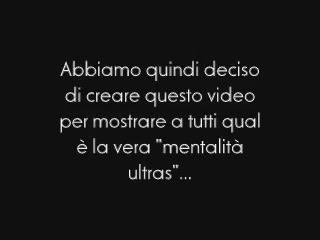 Abbiamo quindi deciso
di creare questo video
per mostrare a tutti qual
è la vera "mentalità
ultras"...